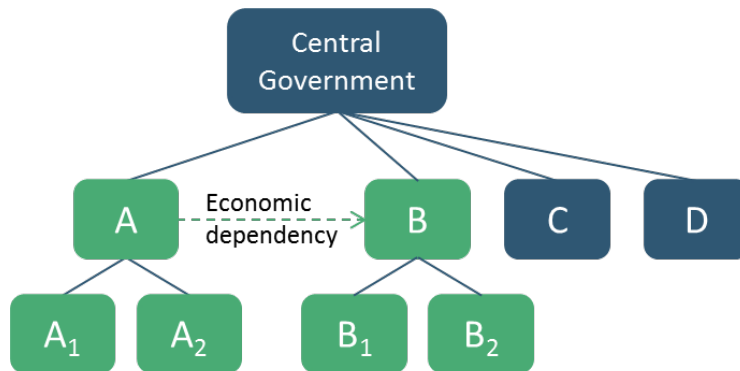 Central
Government
A
Economic
dependency
B
C
D
A₁
A₂
B₁
B₂